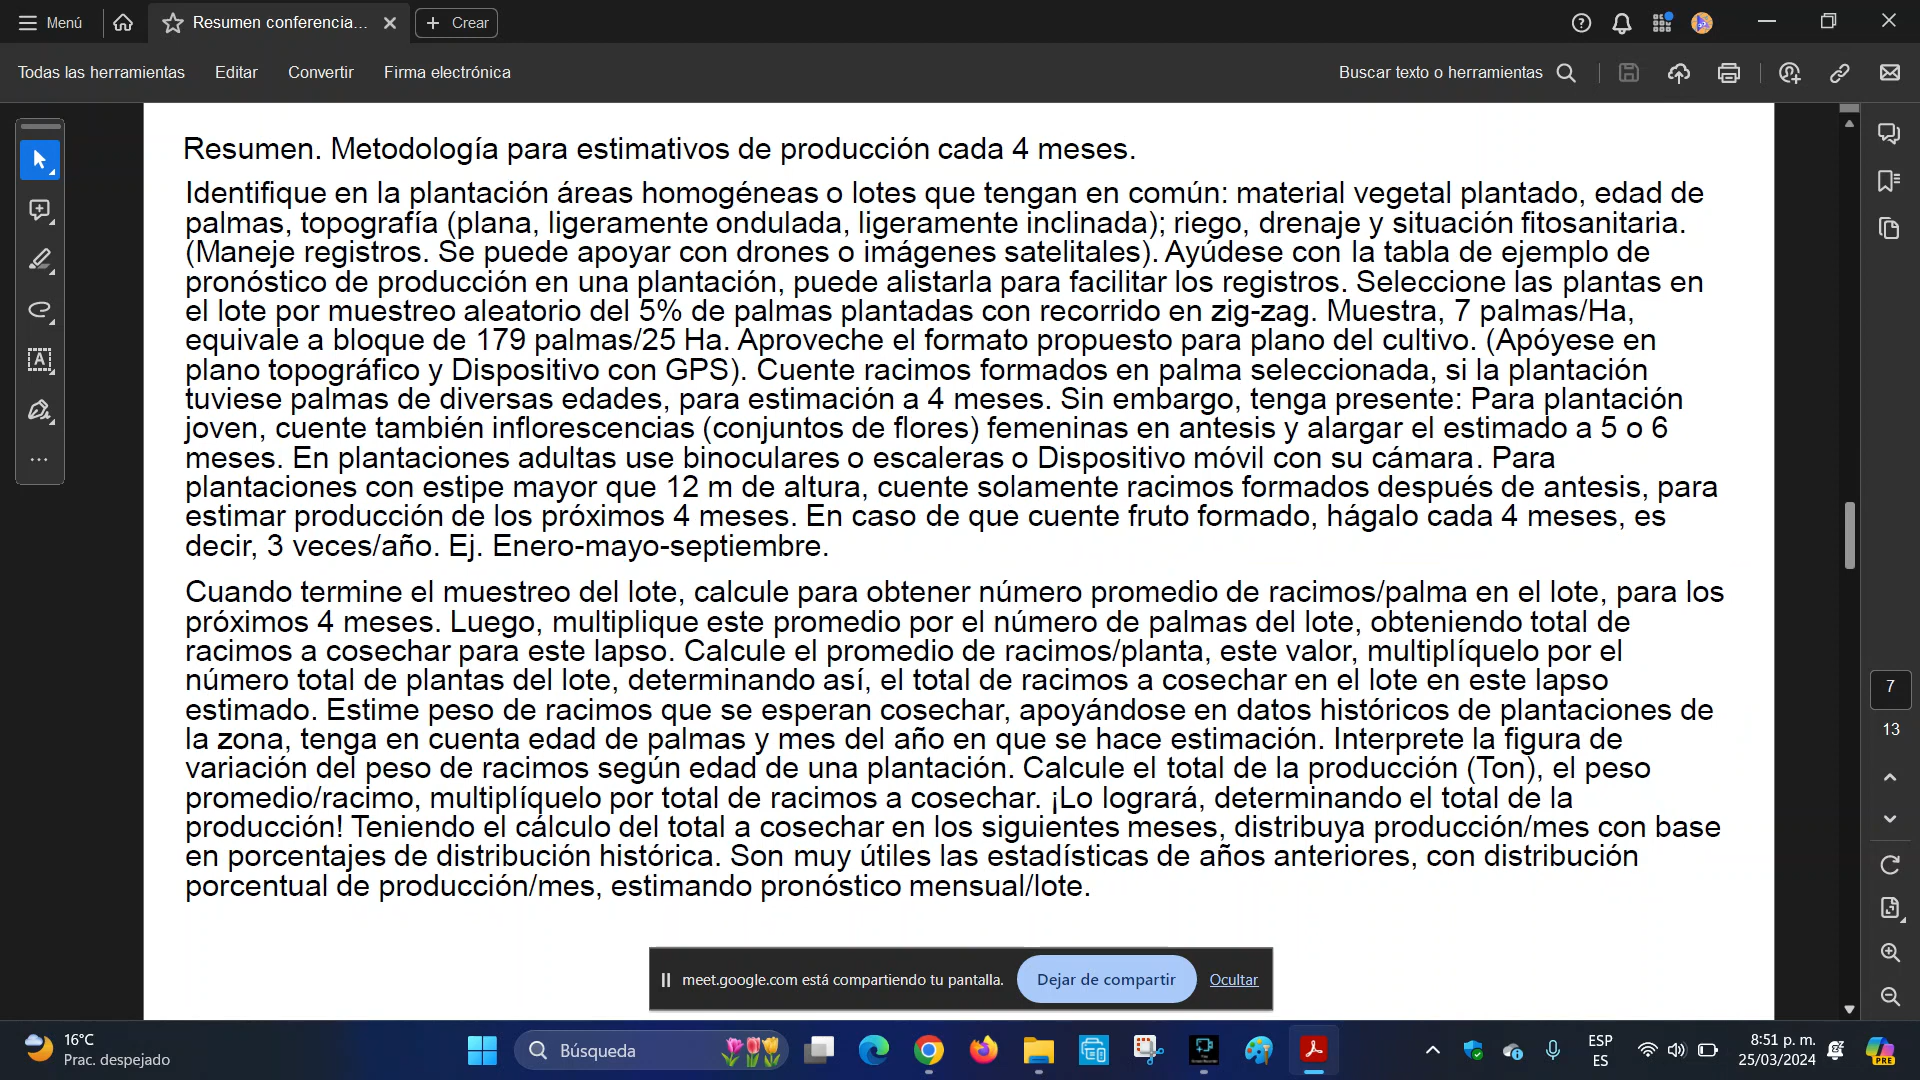 Menú
Resumen conferencia...
Crear
Todas las herramientas
Editar
Convertir
Firma electrónica
Buscar texto o herramientas
Resumen. Metodología para estimativos de producción cada 4 meses.
Identifique en la plantación áreas homogéneas o lotes que tengan en común: material vegetal plantado, edad de
palmas, topografía (plana, ligeramente ondulada, ligeramente inclinada); riego, drenaje y situación fitosanitaria.
(Maneje registros. Se puede apoyar con drones o imágenes satelitales). Ayúdese con la tabla de ejemplo de
pronóstico de producción en una plantación, puede alistarla para facilitar los registros. Seleccione las plantas en
el lote por muestreo aleatorio del 5% de palmas plantadas con recorrido en zig-zag. Muestra, 7 palmas/Ha,
equivale a bloque de 179 palmas/25 Ha. Aproveche el formato propuesto para plano del cultivo. (Apóyese en
plano topográfico y Dispositivo con GPS). Cuente racimos formados en palma seleccionada, si la plantación
tuviese palmas de diversas edades, para estimación a 4 meses. Sin embargo, tenga presente: Para plantación
joven, cuente también inflorescencias (conjuntos de flores) femeninas en antesis y alargar el estimado a 5 o 6
meses. En plantaciones adultas use binoculares o escaleras o Dispositivo móvil con su cámara. Para
plantaciones con estipe mayor que 12 m de altura, cuente solamente racimos formados después de antesis, para
estimar producción de los próximos 4 meses. En caso de que cuente fruto formado, hágalo cada 4 meses, es
decir, 3 veces/año. Ej. Enero-mayo-septiembre.
Cuando termine el muestreo del lote, calcule para obtener número promedio de racimos/palma en el lote, para los
próximos 4 meses. Luego, multiplique este promedio por el número de palmas del lote, obteniendo total de
racimos a cosechar para este lapso. Calcule el promedio de racimos/planta, este valor, multiplíquelo por el
número total de plantas del lote, determinando así, el total de racimos a cosechar en el lote en este lapso
estimado. Estime peso de racimos que se esperan cosechar, apoyándose en datos históricos de plantaciones de
la zona, tenga en cuenta edad de palmas y mes del año en que se hace estimación. Interprete la figura de
variación del peso de racimos según edad de una plantación. Calcule el total de la producción (Ton), el peso
promedio/racimo, multiplíquelo por total de racimos a cosechar. ¡Lo logrará, determinando el total de la
producción! Teniendo el cálculo del total a cosechar en los siguientes meses, distribuya producción/mes con base
en porcentajes de distribución histórica. Son muy útiles las estadísticas de años anteriores, con distribución
porcentual de producción/mes, estimando pronóstico mensual/lote.
7
13
meet.google.com está compartiendo tu pantalla.
Dejar de compartir
Ocultar
16°C
Prac. despejado
Búsqueda
ESP
ES
8:51 p. m.
25/03/2024
PRE